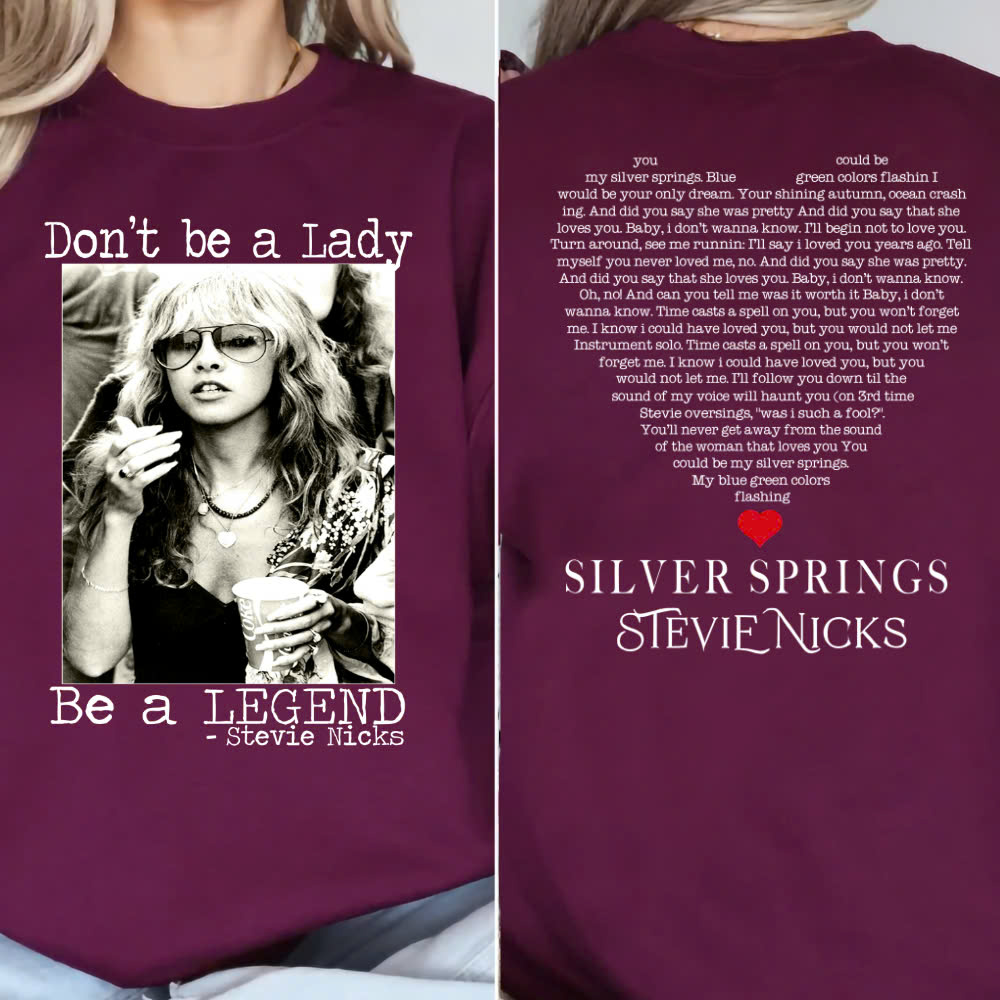 Don't be a Lady
COKE
Be a LEGEND
- Stevie Nicks
you could be
my silver springs. Blue green colors flashin I
would be your only dream. Your shining autumn, ocean crash
ing. And did you say she was pretty And did you say that she
loves you. Baby, i don't wanna know. I'll begin not to love you.
Turn around, see me runnin: I'll say i loved you years ago. Tell
myself you never loved me, no. And did you say she was pretty.
And did you say that she loves you. Baby, i don't wanna know.
Oh, no! And can you tell me was it worth it Baby, i don't
wanna know. Time casts a spell on you, but you won't forget
me. I know i could have loved you, but you would not let me
Instrument solo. Time casts a spell on you, but you won't
forget me. I know i could have loved you, but you
would not let me. I'll follow you down til the
sound of my voice will haunt you (on 3rd time
Stevie oversings, "was i such a fool?".
You'll never get away from the sound
of the woman that loves you You
could be my silver springs.
My blue green colors
flashing
SILVER SPRINGS
STEVIE NICKS